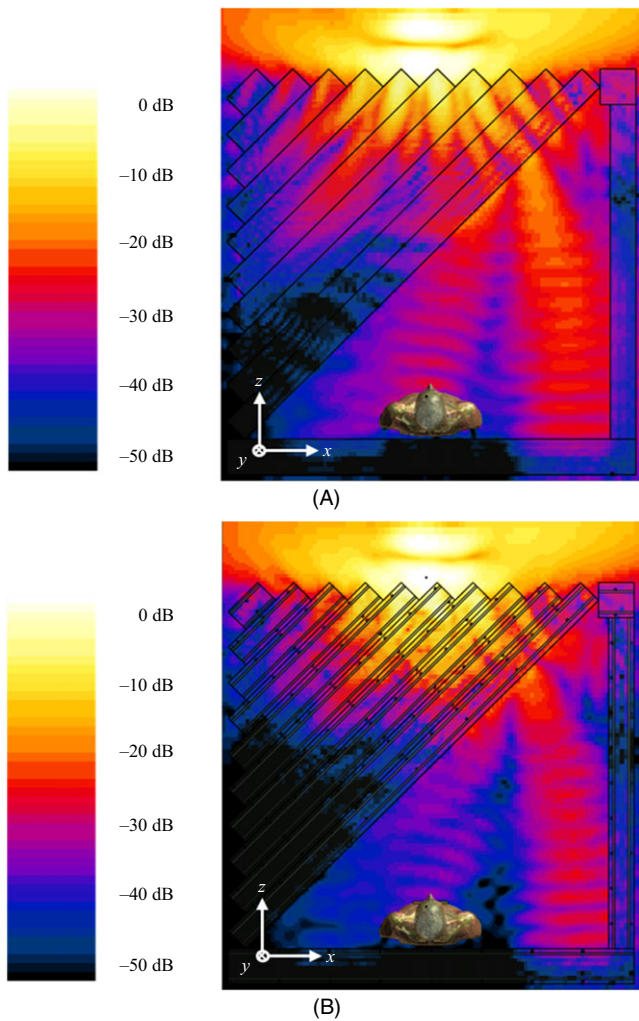 0 dB
–10 dB
–20 dB
–30 dB
–40 dB
–50 dB
z
y
x
(A)
0 dB
–10 dB
–20 dB
–30 dB
–40 dB
–50 dB
z
y
x
(B)